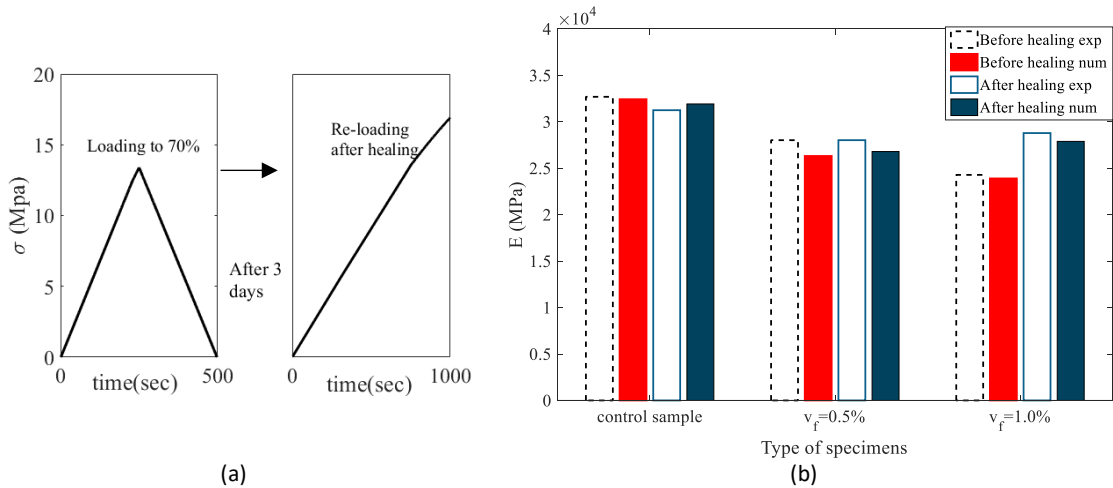 20
15
10
5
0
σ (Mpa)
Loading to 70%
0
500
time(sec)
After 3
days
Re-loading
after healing
0
1000
time(sec)
(a)
×10⁴
4
3.5
3
2.5
2
1.5
1
0.5
0
E (MPa)
Before healing exp
Before healing num
After healing exp
After healing num
control sample
v_f=0.5%
v_f=1.0%
Type of specimens
(b)